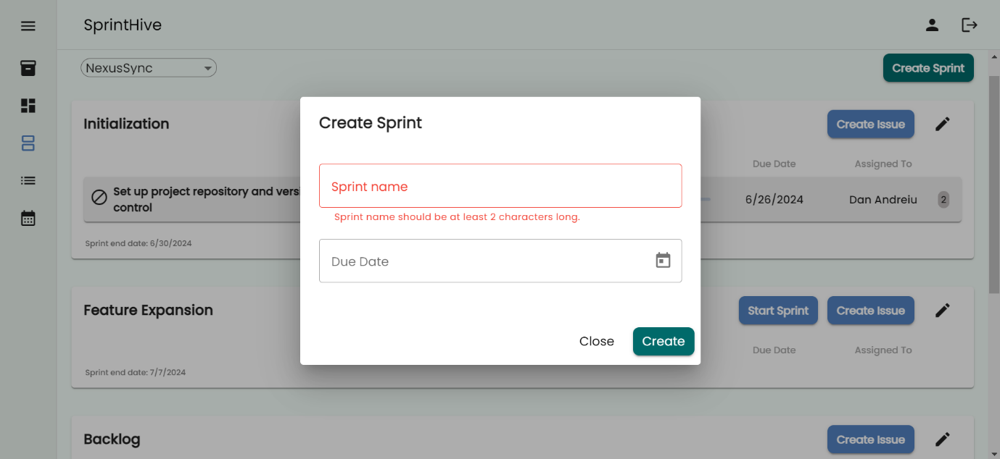 SprintHive
NexusSync
Create Sprint
Initialization
Create Issue
Due Date
Assigned To
Set up project repository and
control
6/26/2024
Dan Andreiu
2
Sprint end date: 6/30/2024
Create Sprint
Sprint name
Sprint name should be at least 2 characters long.
Due Date
Close
Create
Feature Expansion
Start Sprint
Create Issue
Due Date
Assigned To
Sprint end date: 7/7/2024
Backlog
Create Issue